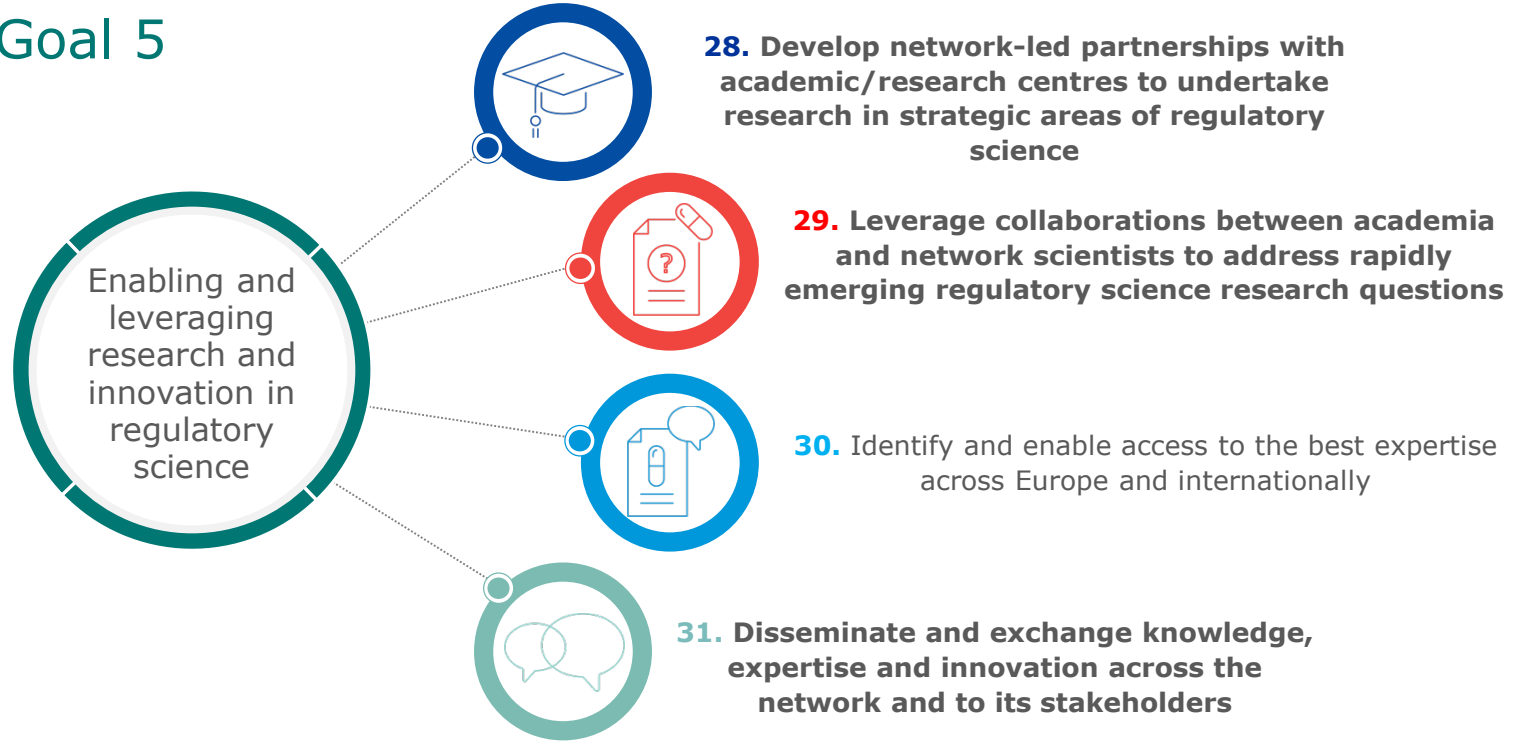 Goal 5
Enabling and
leveraging
research and
innovation in
regulatory
science
28. Develop network-led partnerships with
academic/research centres to undertake
research in strategic areas of regulatory
science
?
29. Leverage collaborations between academia
and network scientists to address rapidly
emerging regulatory science research questions
30. Identify and enable access to the best expertise
across Europe and internationally
31. Disseminate and exchange knowledge,
expertise and innovation across the
network and to its stakeholders